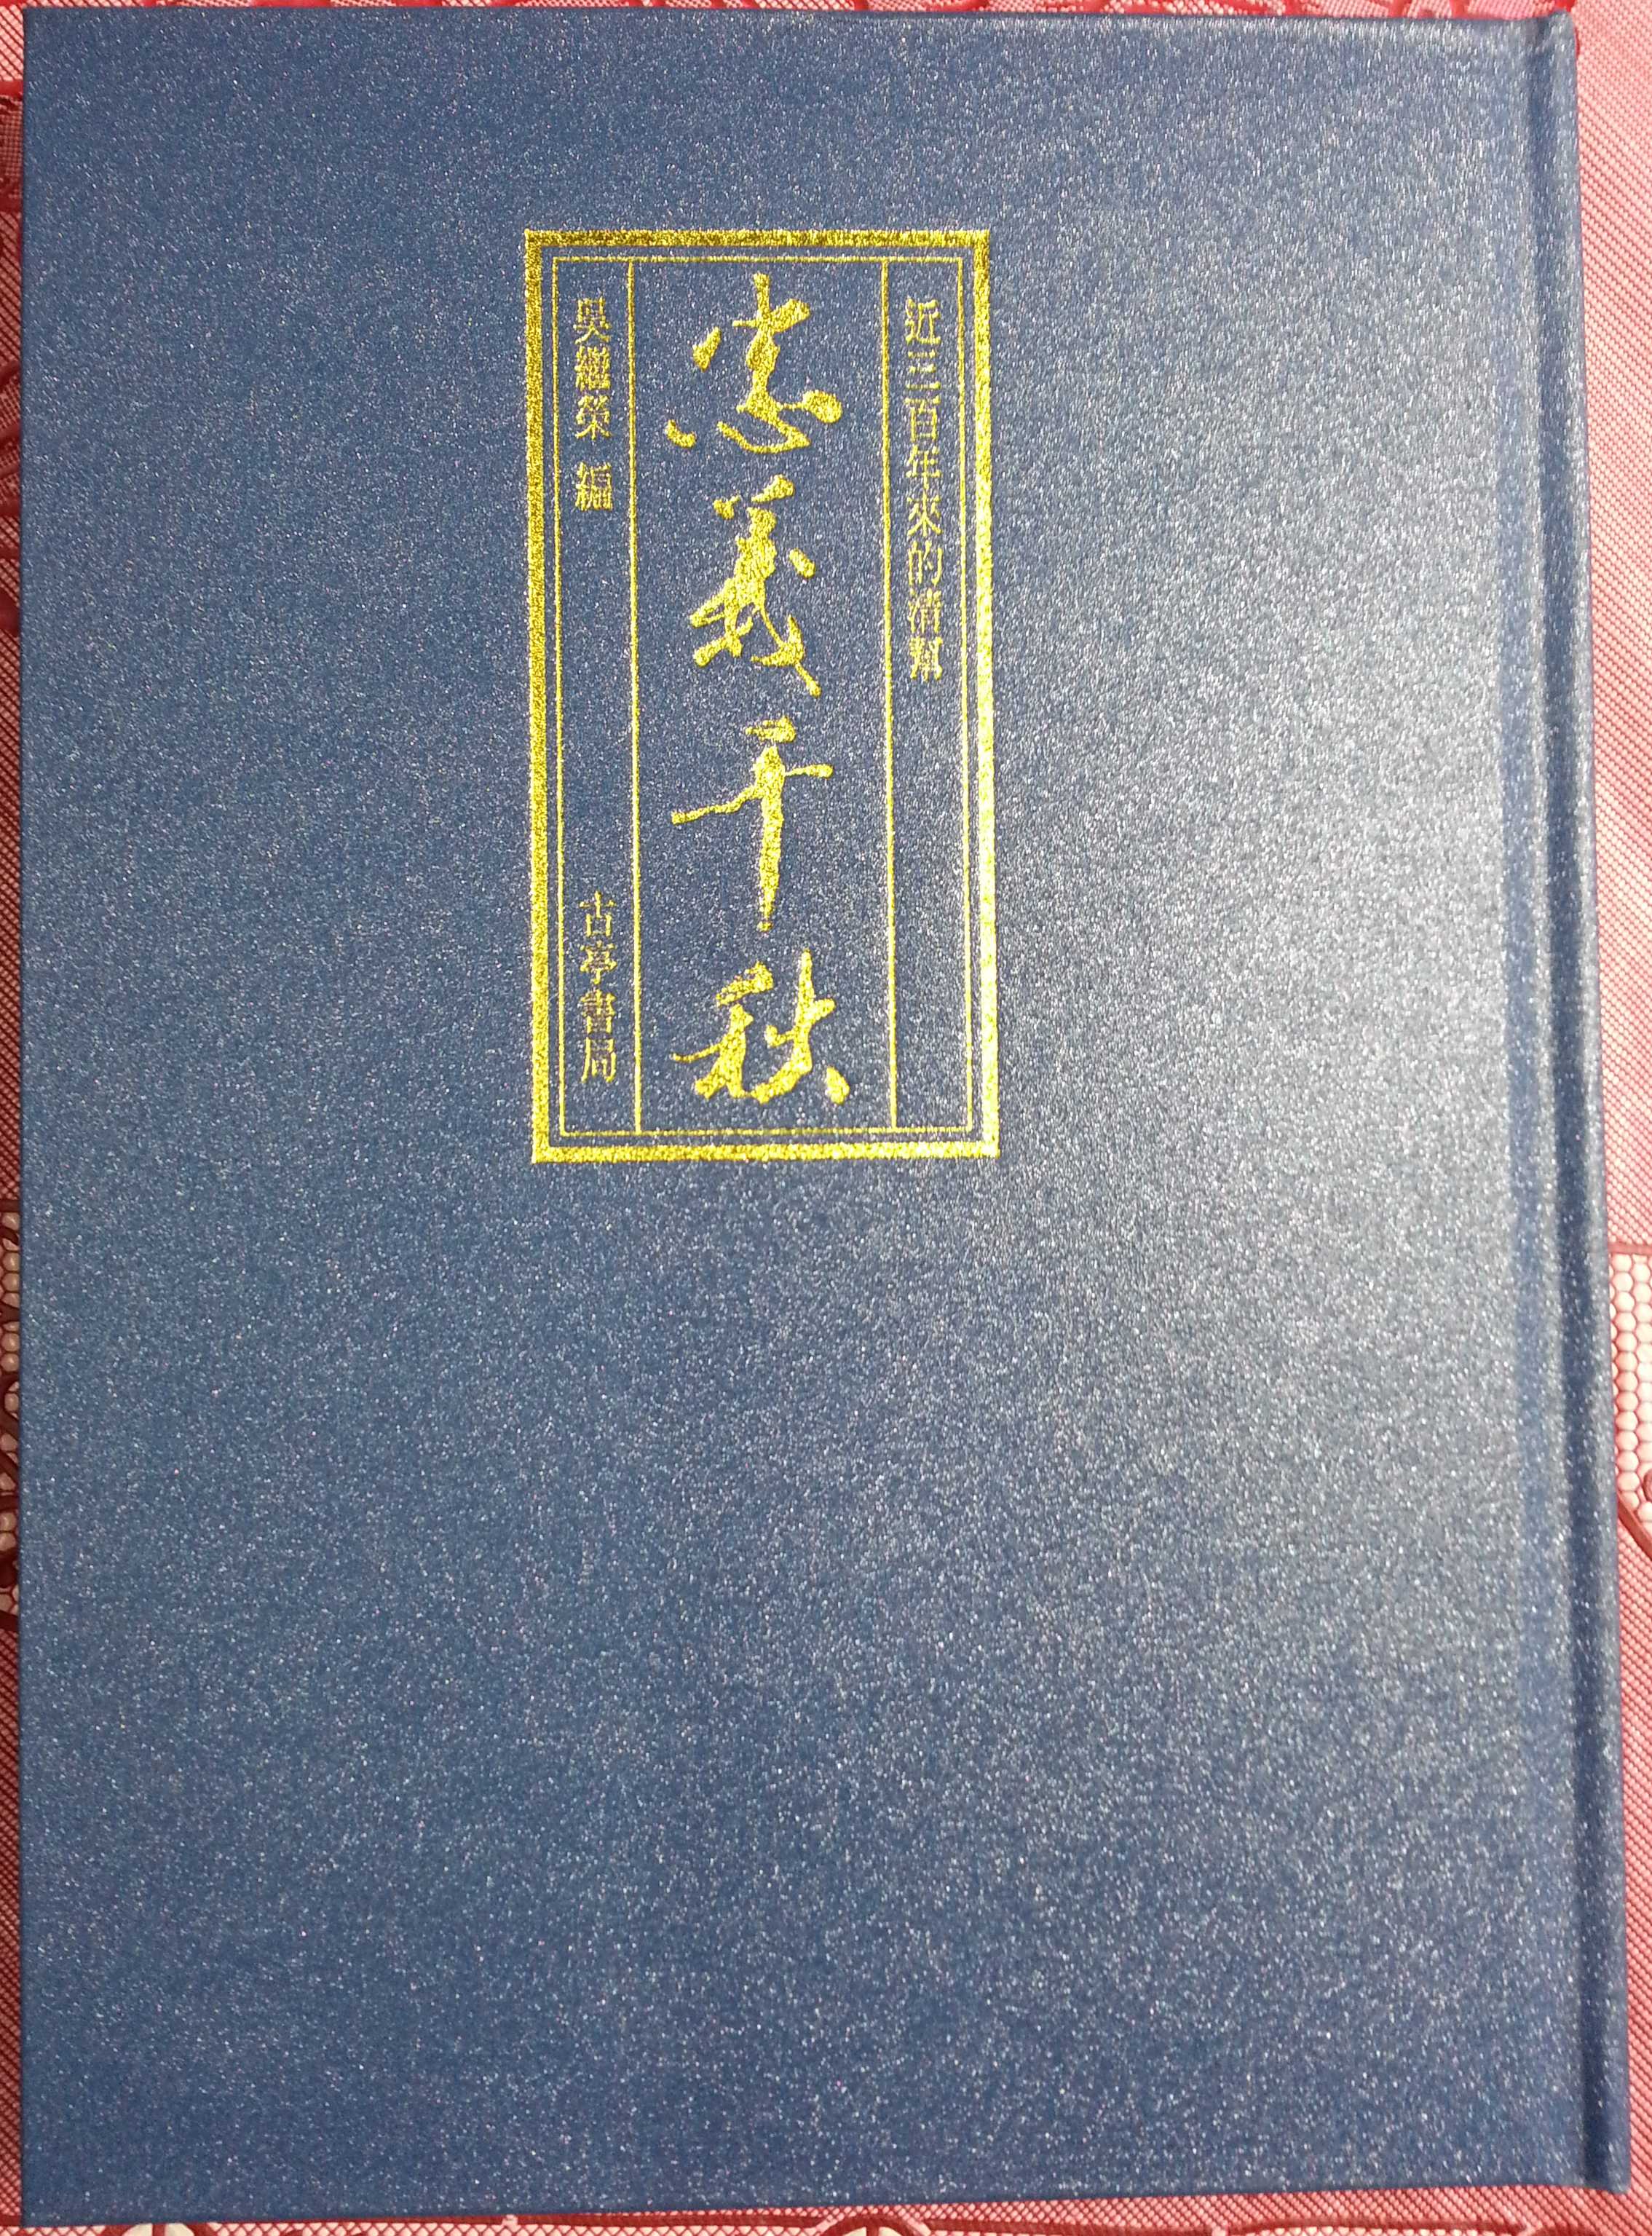 近三百年來的清幫
忠義千秋
吳繼榮 編
古亭書局